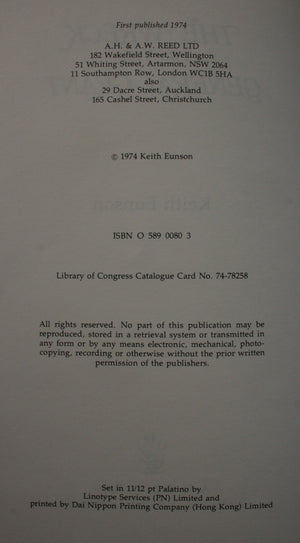 First published 1974
A.H. & A.W. REED LTD
182 Wakefield Street, Wellington
51 Whiting Street, Artarmon, NSW 2064
11 Southampton Row, London WC1B 5HA
also
29 Dacre Street, Auckland
165 Cashel Street, Christchurch
© 1974 Keith Eunson
ISBN O 589 0080 3
Library of Congress Catalogue Card No. 74-78258
All rights reserved. No part of this publication may be
reproduced, stored in a retrieval system or transmitted in
any form or by any means electronic, mechanical, photo-
copying, recording or otherwise without the prior written
permission of the publishers.
Set in 11/12 pt Palatino by
Linotype Services (PN) Limited and
printed by Dai Nippon Printing Company (Hong Kong) Limited